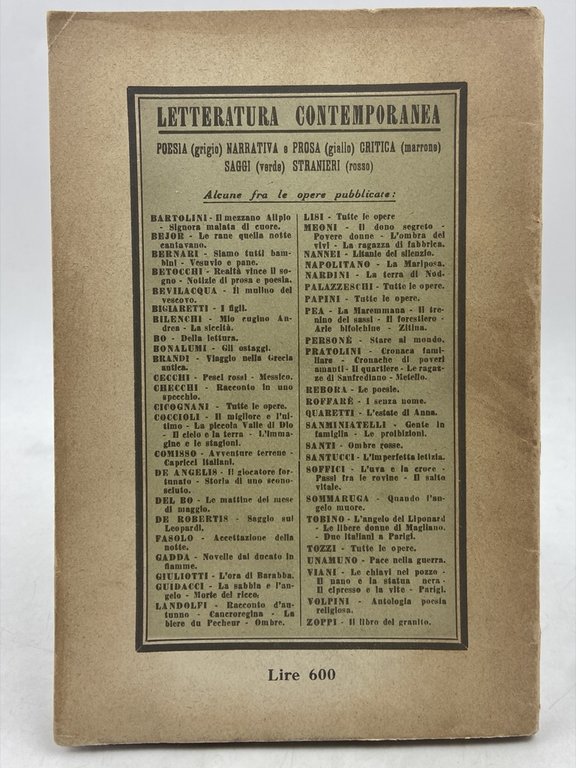 LETTERATURA CONTEMPORANEA
POESIA (grigio) NARRATIVA e PROSA (giallo) CRITICA (marrone)
SAGGI (verde) STRANIERI (rosso)
Alcune fra le opere pubblicate:
BARTOLINI - Il mezzano Alipio
- Signora malata di cuore.
BEJOR - Le rane quella notte
cantavano.
BERNARI - Siamo tutti bam-
bini - Vesuvio e pane.
BETOCCHI - Realtà vince il so-
gno - Notizie di prosa e poesia.
BEVILACQUA - Il mulino del
vescovo.
BIGIARETTI - I figli.
BILENCHI - Mio cugino An-
drea - La siccità.
BO - Della lettura.
BONALUMI - Gli ostaggi.
BRANDI - Viaggio nella Grecia
antica.
CECCHI - Pesci rossi - Messico.
CHECCHI - Racconto in uno
specchio.
CICOGNANI - Tutte le opere.
COCCIOLI - Il migliore e l'ul-
timo - La piccola Valle di Dio
- Il cielo e la terra - L'imma-
gine e le stagioni.
COMISSO - Avventure terrene -
Capricci italiani.
DE ANGELIS - Il giocatore for-
tunato - Storia di uno scono-
sciuto.
DEL BO - Le mattine del mese
di maggio.
DE ROBERTIS - Saggio sul
Leopardi.
FASOLO - Accettazione della
notte.
GADDA - Novelle dal ducato in
fiamme.
GIULIOTTI - L'ora di Barabba.
GUIDACCI - La sabbia e l'an-
gelo - Morte del ricco.
LANDOLFI - Racconto d'au-
tunno - Cancroregina - La
biere du Pecheur - Ombre.
LISI - Tutte le opere
MEONI - Il dono segreto -
Povere donne - L'ombra dei
vivi - La ragazza di fabbrica.
NANNEI - Litanie del silenzio.
NAPOLITANO - La Mariposa.
NARDINI - La terra di Nod.
PALAZZESCHI - Tutte le opere.
PAPINI - Tutte le opere.
PEA - La Maremmana - Il tre-
nino dei sassi - Il forestiero -
Arie bifolchine - Zitina.
PERSONÈ - Stare al mondo.
PRATOLINI - Cronaca fami-
liare - Cronache di poveri
amanti - Il quartiere - Le ragaz-
ze di Sanfrediano - Metello.
REBORA - Le poesie.
ROFFARÈ - I senza nome.
QUARETTI - L'estate di Anna.
SANMINIATELLI - Gente in
famiglia - Le proibizioni.
SANTI - Ombre rosse.
SANTUCCI - L'imperfetta letizia.
SOFFICI - L'uva e la croce -
Passi fra le rovine - Il salto
vitale.
SOMMARUGA - Quando l'an-
gelo muore.
TOBINO - L'angelo del Liponard
- Le libere donne di Magliano.
- Due italiani a Parigi.
TOZZI - Tutte le opere.
UNAMUNO - Pace nella guerra.
VIANI - Le chiavi nel pozzo -
Il nano e la statua nera -
Il cipresso e la vite - Parigi.
VOLPINI - Antologia poesia
religiosa.
ZOPPI - Il libro del granito.
Lire 600